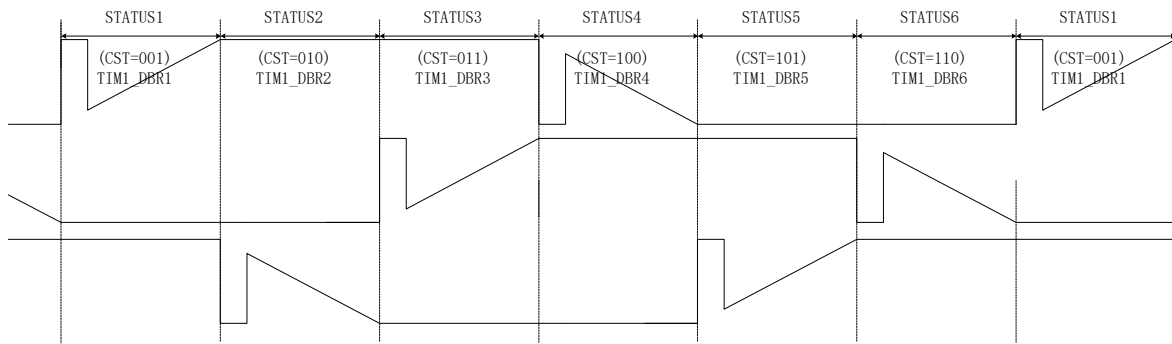 STATUS1 STATUS2 STATUS3 STATUS4 STATUS5 STATUS6 STATUS1
(CST=001) (CST=010) (CST=011) (CST=100) (CST=101) (CST=110) (CST=001)
TIM1_DBR1 TIM1_DBR2 TIM1_DBR3 TIM1_DBR4 TIM1_DBR5 TIM1_DBR6 TIM1_DBR1